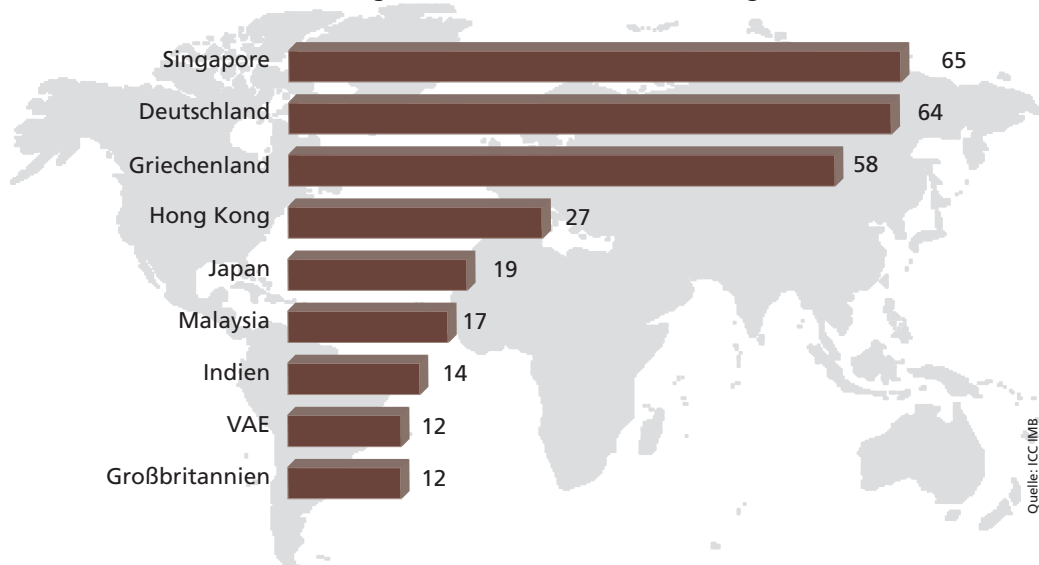 Singapore 65
Deutschland 64
Griechenland 58
Hong Kong 27
Japan 19
Malaysia 17
Indien 14
VAE 12
Großbritannien 12
Quelle: ICC IMB